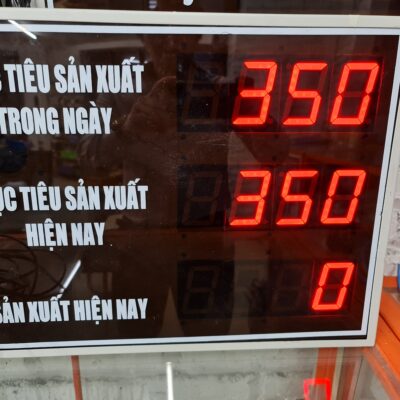 TIÊU SẢN XUẤT 350
TRONG NGÀY
TIÊU SẢN XUẤT 350
HIỆN NAY
SẢN XUẤT HIỆN NAY 0